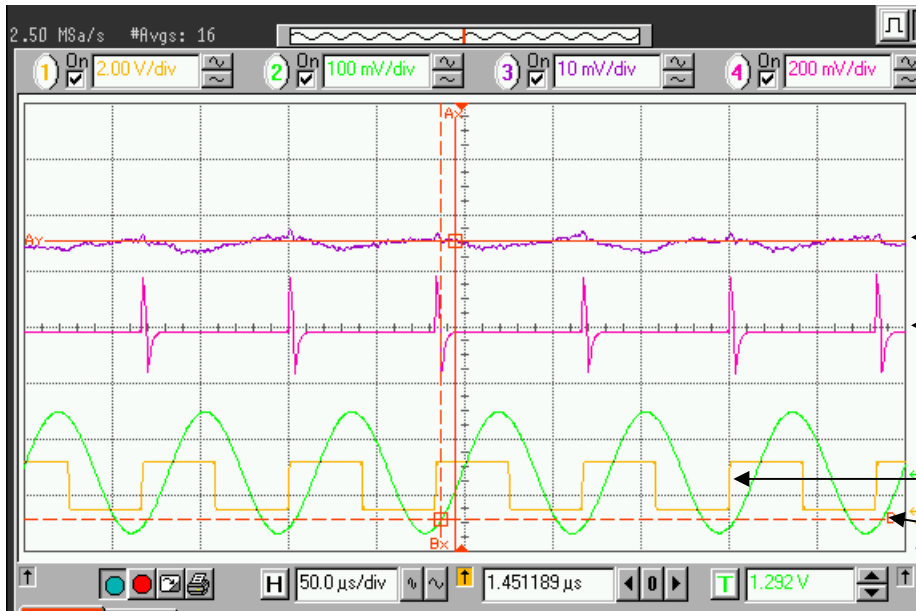 2.50 MSa/s #Avgs: 16
1 On 2.00 V/div 2 On 100 mV/div 3 On 10 mV/div 4 On 200 mV/div
Ax
Ay
Bx
H 50.0 µs/div 1.451189 µs 0 T 1.292 V